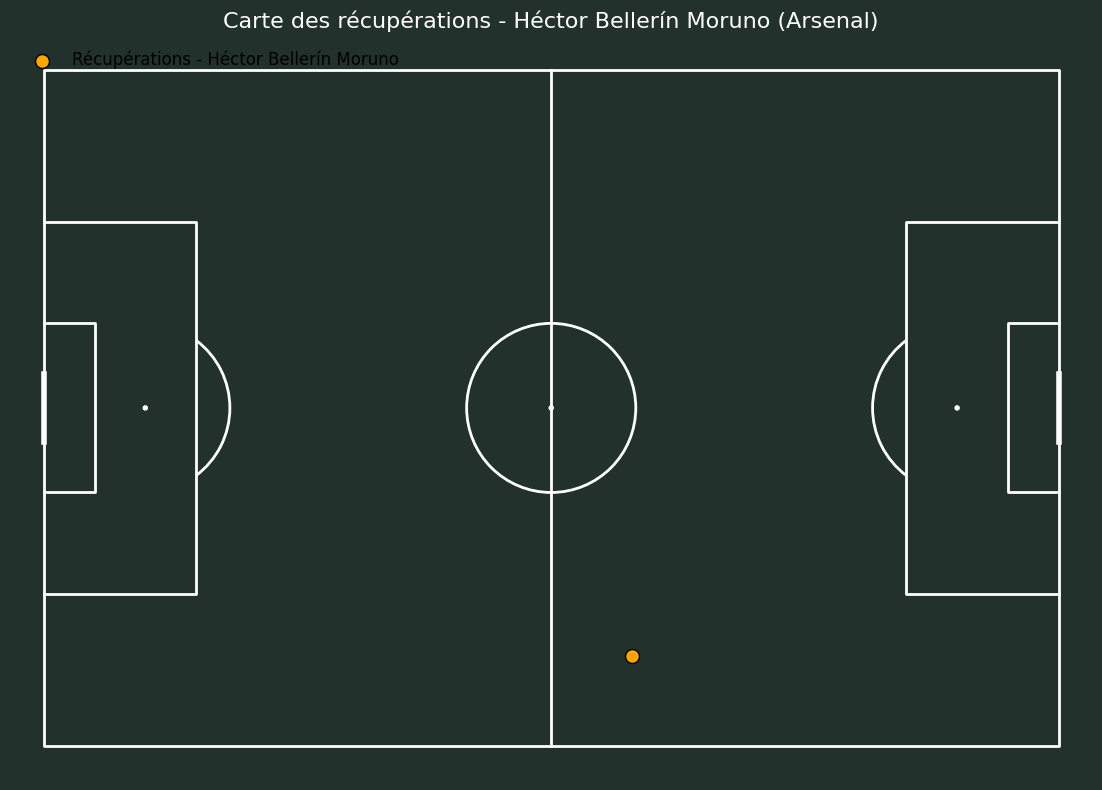 Carte des récupérations - Héctor Bellerín Moruno (Arsenal)
Récupérations - Héctor Bellerín Moruno